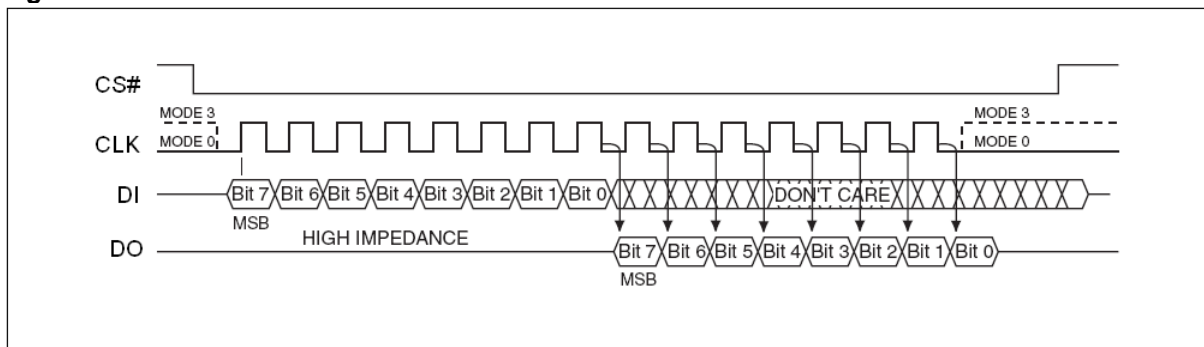 CS#
MODE 3 MODE 3
CLK MODE 0 MODE 0
DI Bit 7 Bit 6 Bit 5 Bit 4 Bit 3 Bit 2 Bit 1 Bit 0 DON'T CARE
MSB
HIGH IMPEDANCE
DO Bit 7 Bit 6 Bit 5 Bit 4 Bit 3 Bit 2 Bit 1 Bit 0
MSB